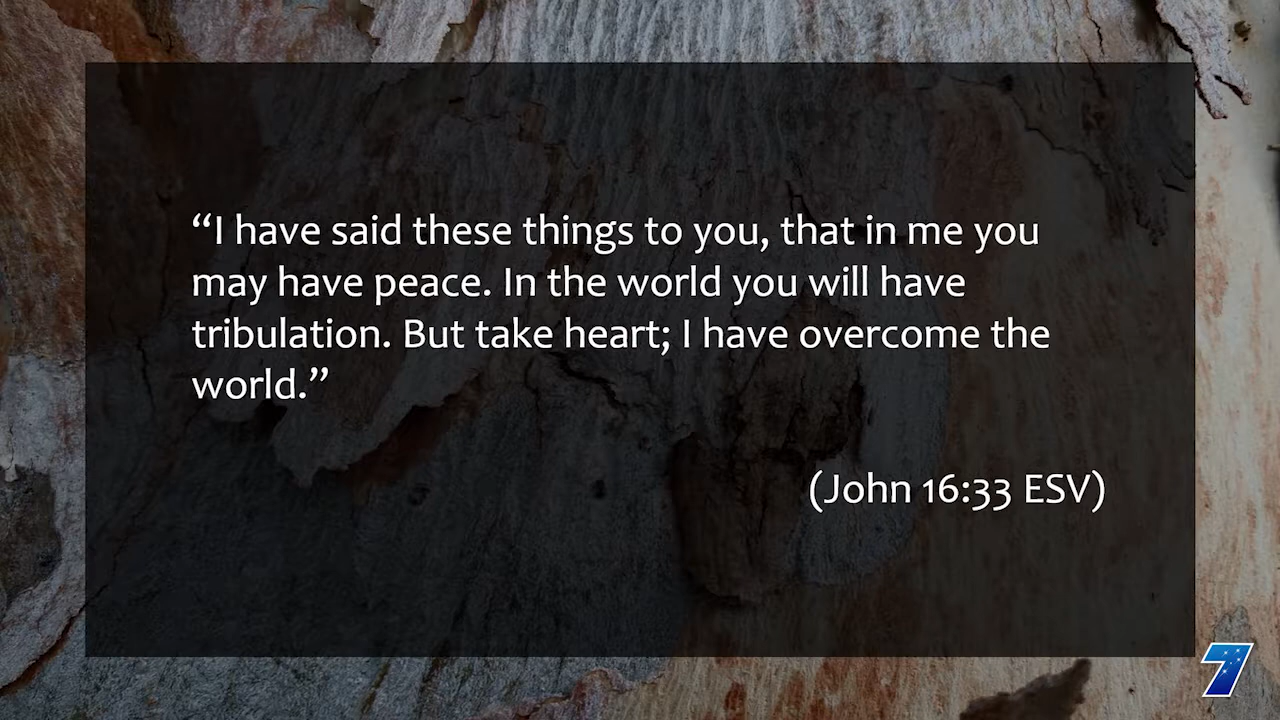 “I have said these things to you, that in me you
may have peace. In the world you will have
tribulation. But take heart; I have overcome the
world.”
(John 16:33 ESV)
7